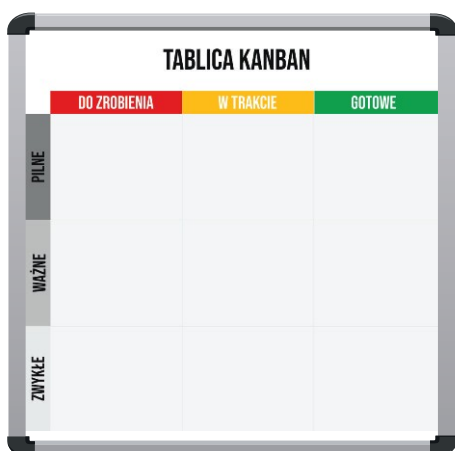 TABLICA KANBAN
DO ZROBIENIA W TRAKCIE GOTOWE
PILNE
WAŻNE
ZWYKŁE